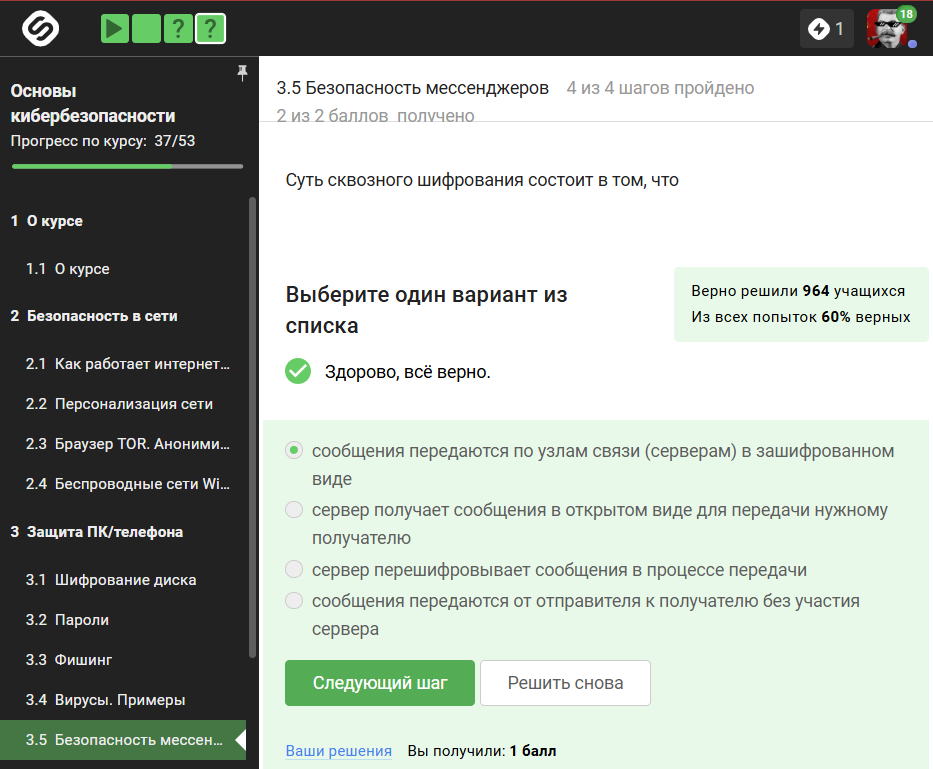 ? ?
1
18
Основы
кибербезопасности
Прогресс по курсу: 37/53
1 О курсе
1.1 О курсе
2 Безопасность в сети
2.1 Как работает интернет...
2.2 Персонализация сети
2.3 Браузер TOR. Аноними...
2.4 Беспроводные сети Wi...
3 Защита ПК/телефона
3.1 Шифрование диска
3.2 Пароли
3.3 Фишинг
3.4 Вирусы. Примеры
3.5 Безопасность мессен...
3.5 Безопасность мессенджеров 4 из 4 шагов пройдено
2 из 2 баллов получено
Суть сквозного шифрования состоит в том, что
Выберите один вариант из
списка
Верно решили 964 учащихся
Из всех попыток 60% верных
Здорово, всё верно.
сообщения передаются по узлам связи (серверам) в зашифрованном
виде
сервер получает сообщения в открытом виде для передачи нужному
получателю
сервер перешифровывает сообщения в процессе передачи
сообщения передаются от отправителя к получателю без участия
сервера
Следующий шаг Решить снова
Ваши решения Вы получили: 1 балл